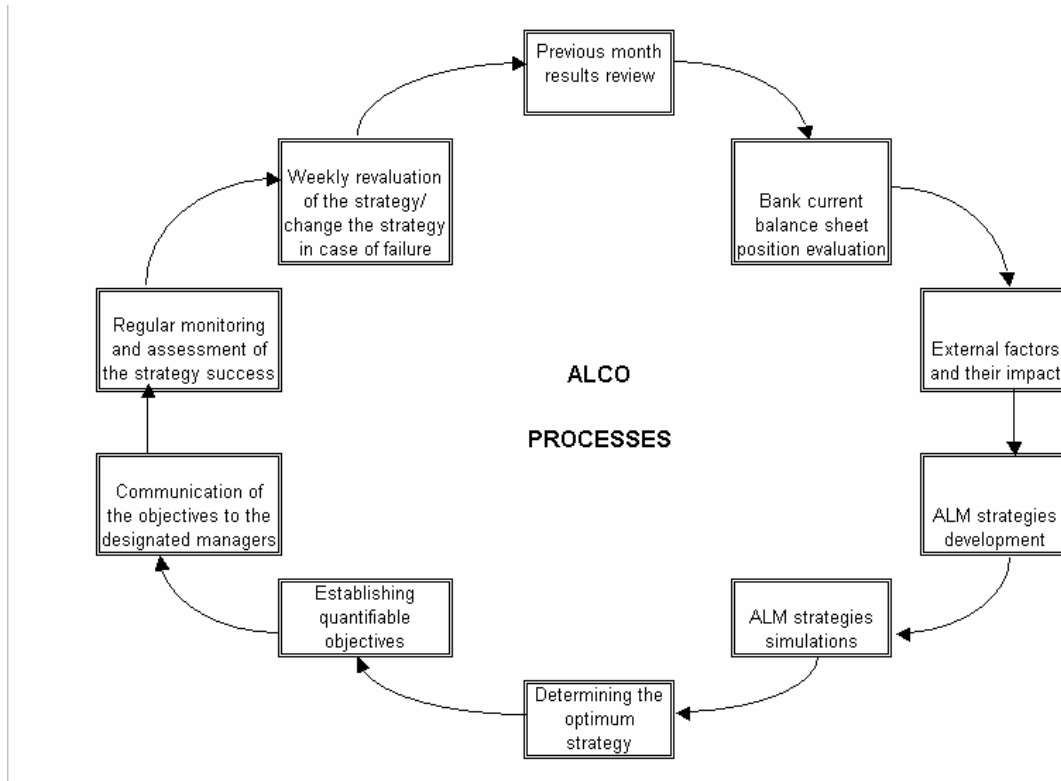 Previous month
results review
Bank current
balance sheet
position evaluation
External factors
and their impact
ALM strategies
development
ALM strategies
simulations
Determining the
optimum
strategy
Establishing
quantifiable
objectives
Communication of
the objectives to the
designated managers
Regular monitoring
and assessment of
the strategy success
Weekly revaluation
of the strategy/
change the strategy
in case of failure
ALCO
PROCESSES